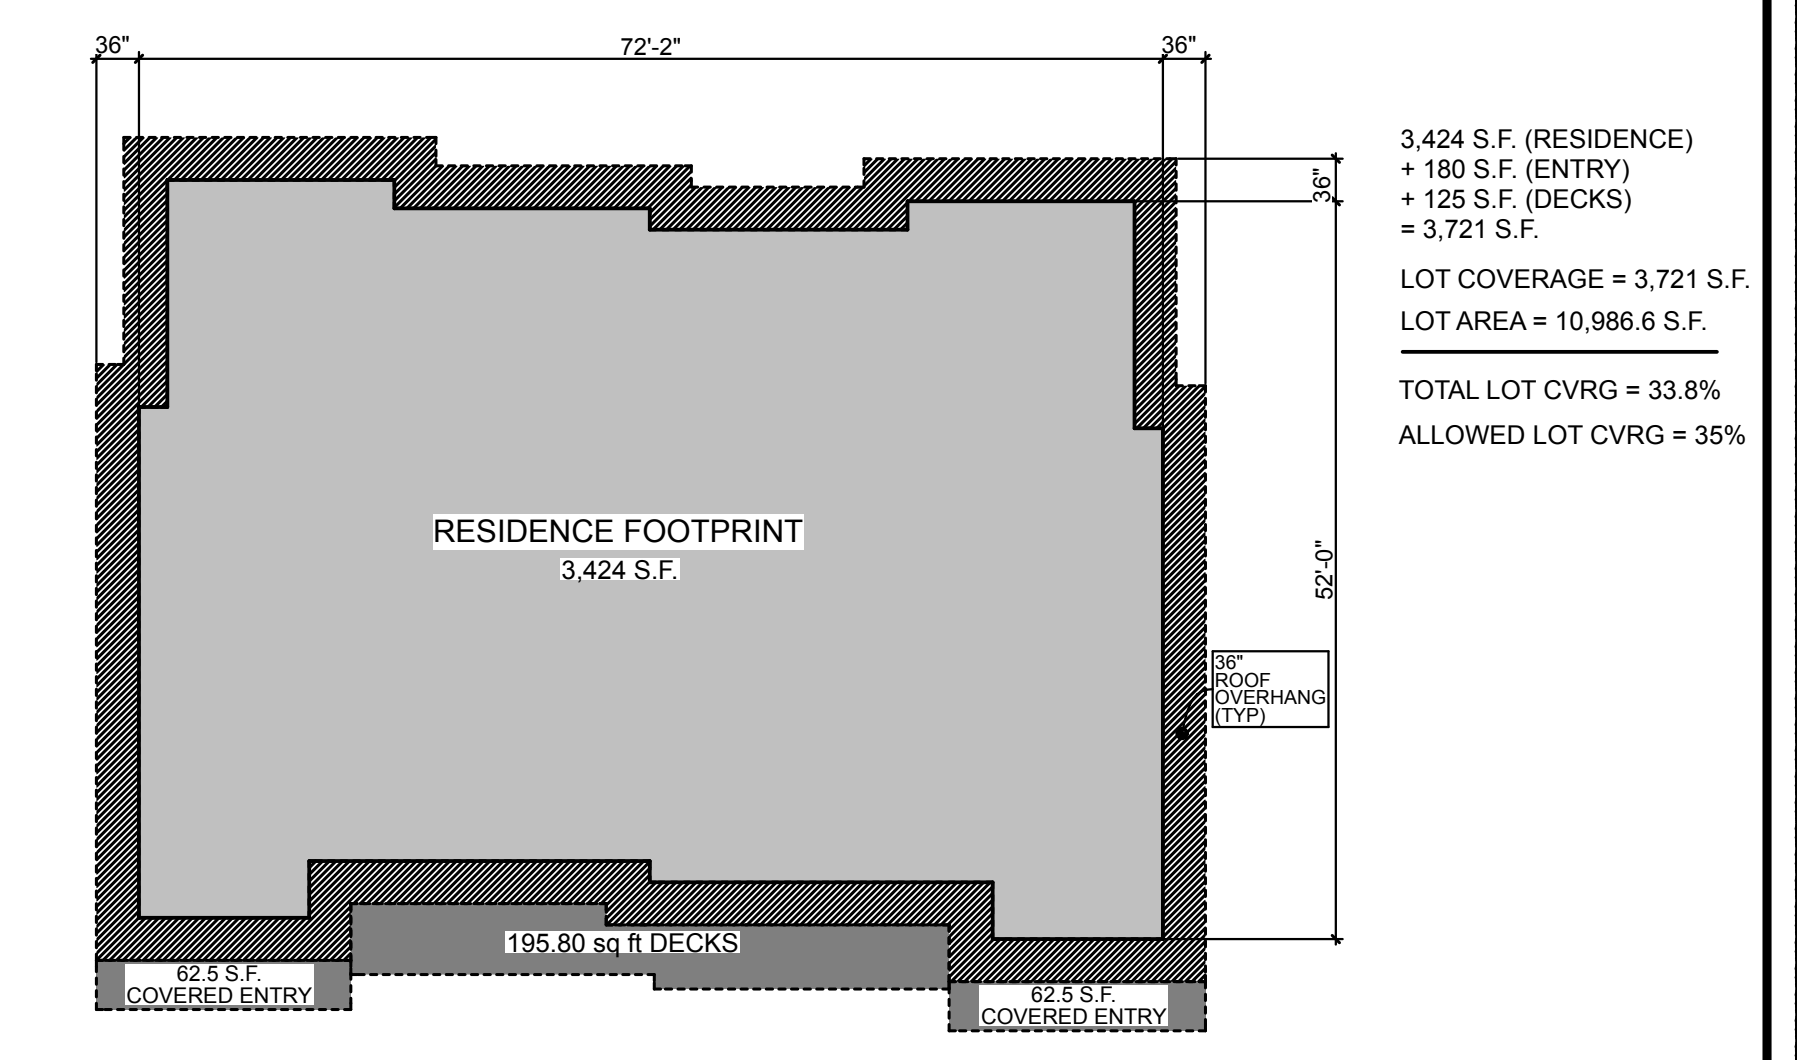 36"
72'-2"
36"
3,424 S.F. (RESIDENCE)
+ 180 S.F. (ENTRY)
+ 125 S.F. (DECKS)
= 3,721 S.F.
36"
LOT COVERAGE = 3,721 S.F.
LOT AREA = 10,986.6 S.F.
TOTAL LOT CVRG = 33.8%
ALLOWED LOT CVRG = 35%
RESIDENCE FOOTPRINT
3,424 S.F.
52'-0"
36"
ROOF
OVERHANG
(TYP)
195.80 sq ft DECKS
62.5 S.F.
COVERED ENTRY
62.5 S.F.
COVERED ENTRY